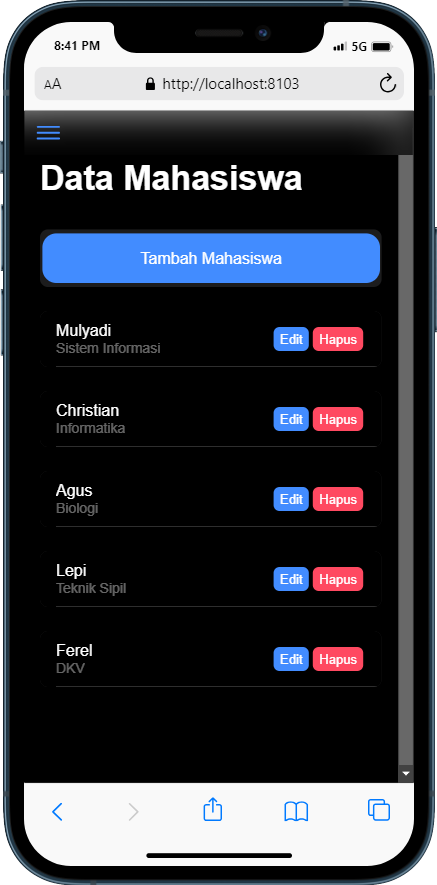 8:41 PM
5G
AA
http://localhost:8103
Data Mahasiswa
Tambah Mahasiswa
Mulyadi
Sistem Informasi
Edit Hapus
Christian
Informatika
Edit Hapus
Agus
Biologi
Edit Hapus
Lepi
Teknik Sipil
Edit Hapus
Ferel
DKV
Edit Hapus